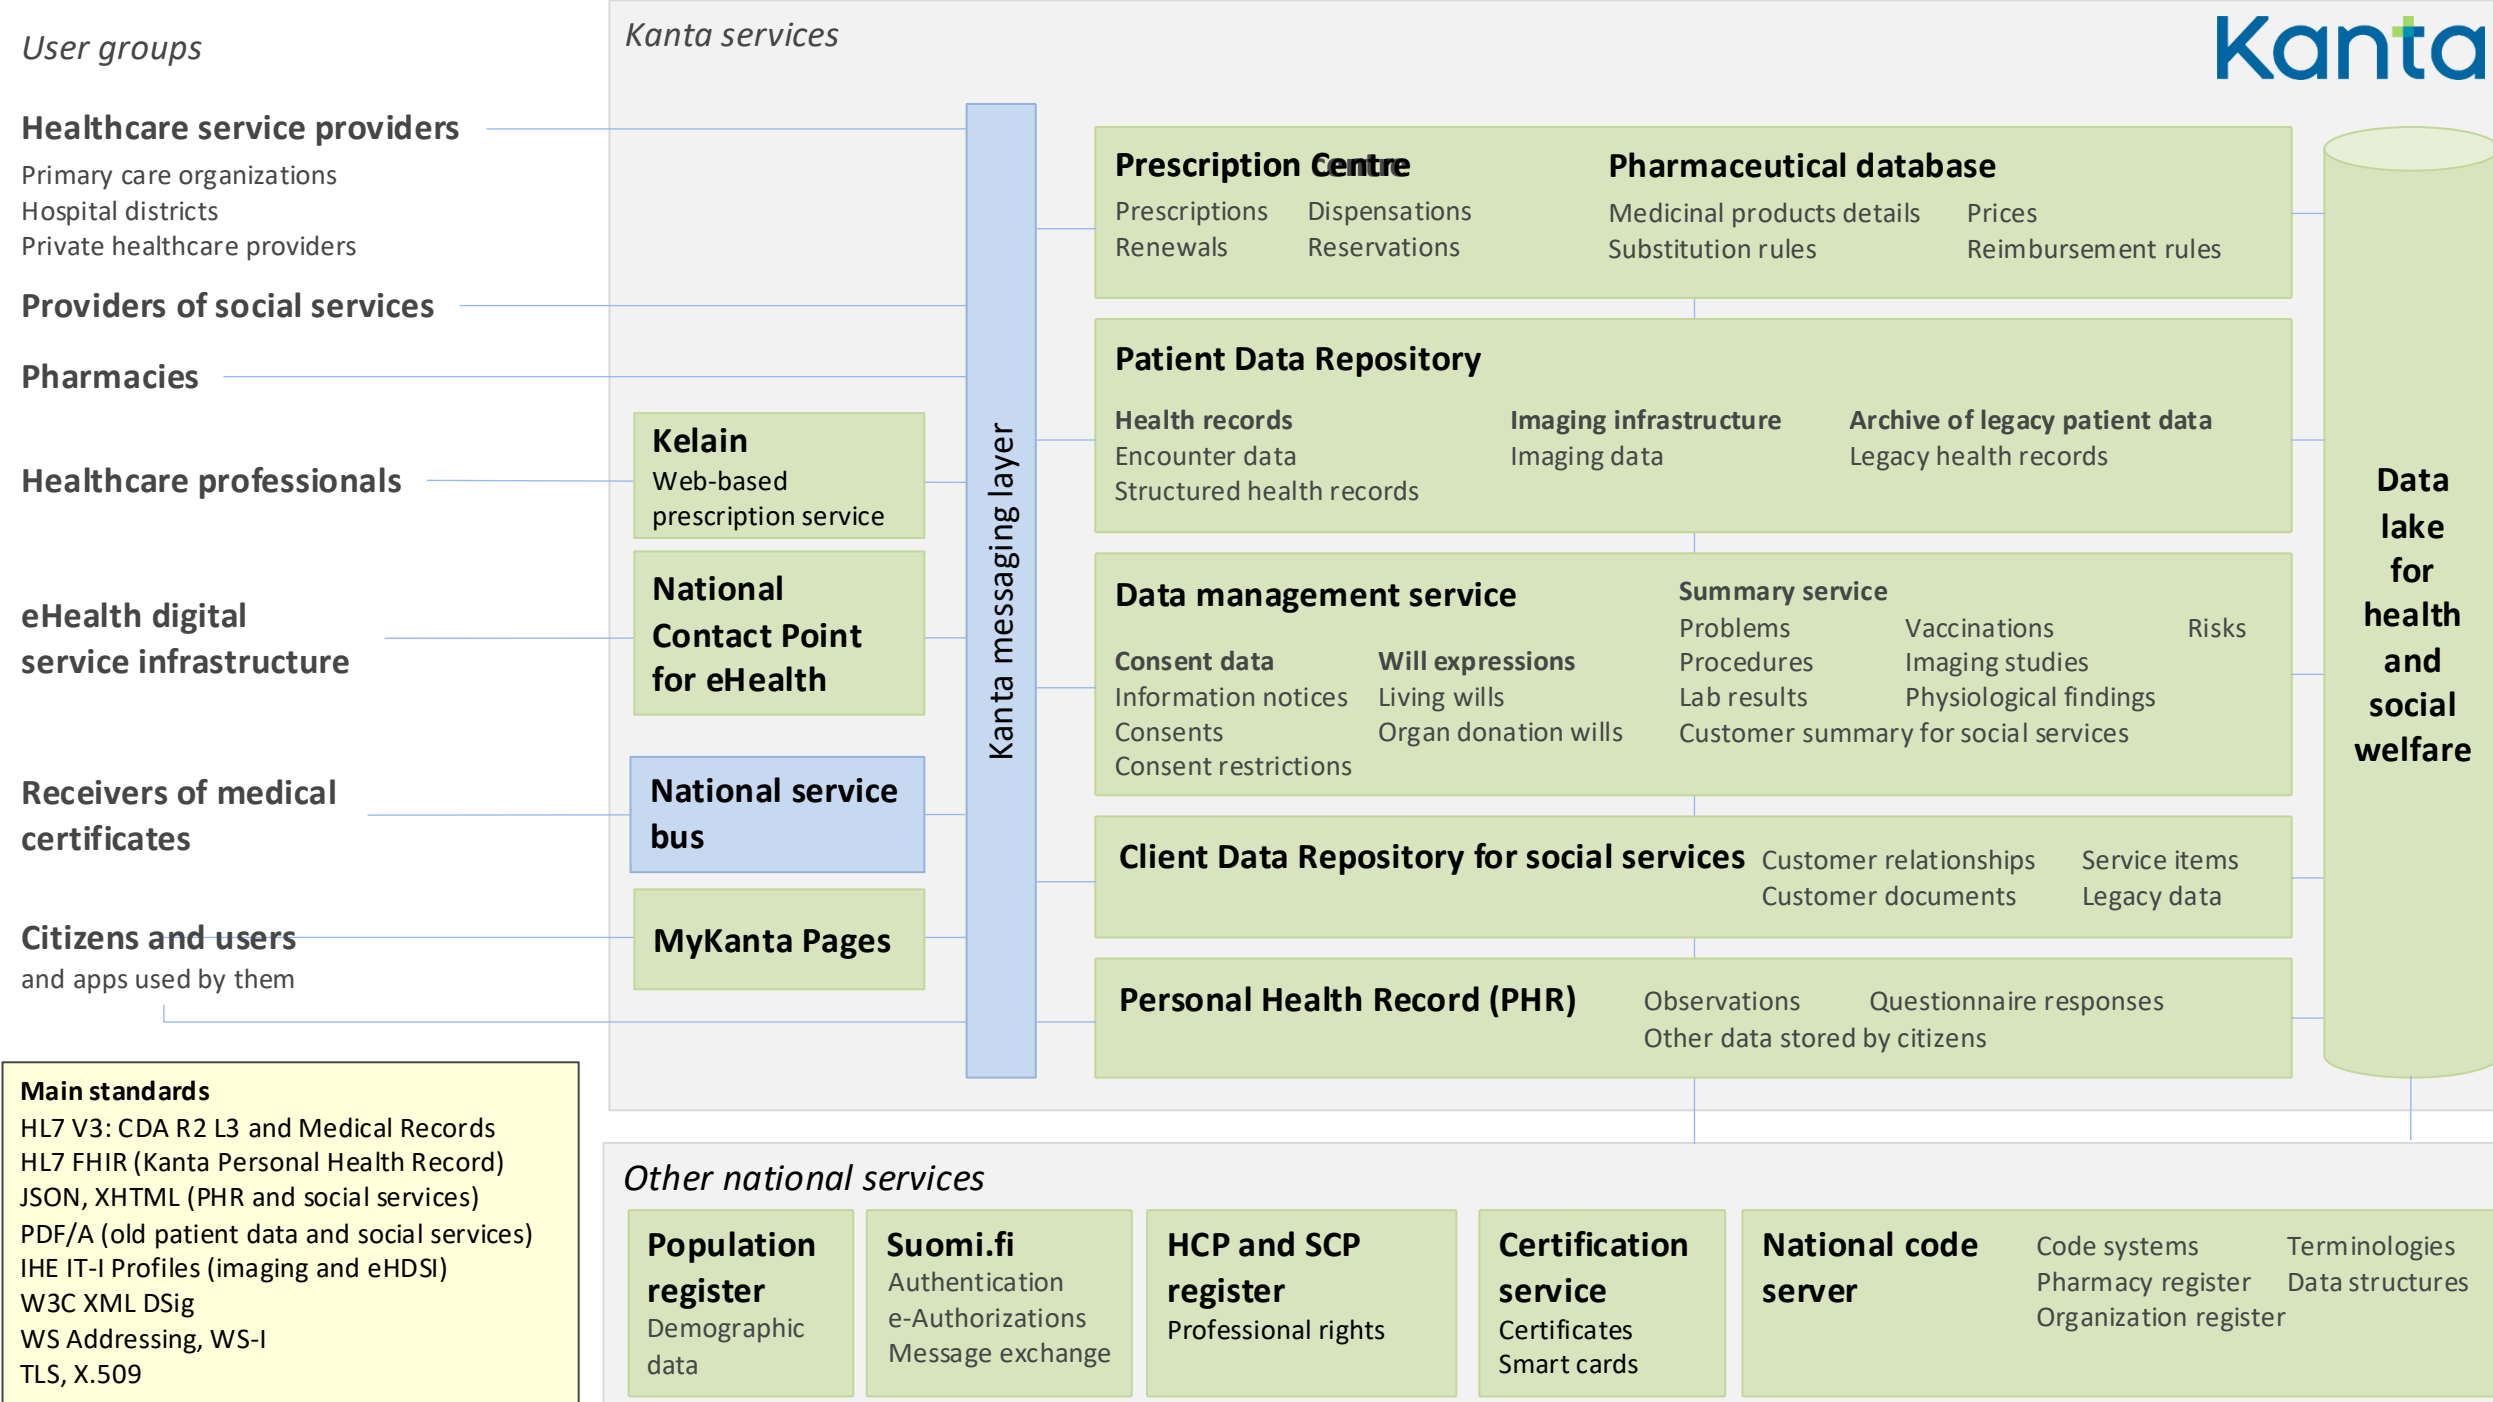 User groups
Healthcare service providers
Primary care organizations
Hospital districts
Private healthcare providers
Providers of social services
Pharmacies
Healthcare professionals
eHealth digital
service infrastructure
Receivers of medical
certificates
Citizens and users
and apps used by them
Main standards
HL7 V3: CDA R2 L3 and Medical Records
HL7 FHIR (Kanta Personal Health Record)
JSON, XHTML (PHR and social services)
PDF/A (old patient data and social services)
IHE IT-I Profiles (imaging and eHDSI)
W3C XML DSig
WS Addressing, WS-I
TLS, X.509
Kanta services
Kanta
Kelain
Web-based
prescription service
National
Contact Point
for eHealth
National service
bus
MyKanta Pages
Kanta messaging layer
Prescription Centre
Prescriptions Dispensations
Renewals Reservations
Pharmaceutical database
Medicinal products details Prices
Substitution rules Reimbursement rules
Patient Data Repository
Health records
Encounter data
Structured health records
Imaging infrastructure
Imaging data
Archive of legacy patient data
Legacy health records
Data management service
Consent data
Information notices
Consents
Consent restrictions
Will expressions
Living wills
Organ donation wills
Summary service
Problems Vaccinations Risks
Procedures Imaging studies
Lab results Physiological findings
Customer summary for social services
Client Data Repository for social services
Customer relationships Service items
Customer documents Legacy data
Personal Health Record (PHR)
Observations Questionnaire responses
Other data stored by citizens
Data
lake
for
health
and
social
welfare
Other national services
Population
register
Demographic
data
Suomi.fi
Authentication
e-Authorizations
Message exchange
HCP and SCP
register
Professional rights
Certification
service
Certificates
Smart cards
National code
server
Code systems Terminologies
Pharmacy register Data structures
Organization register